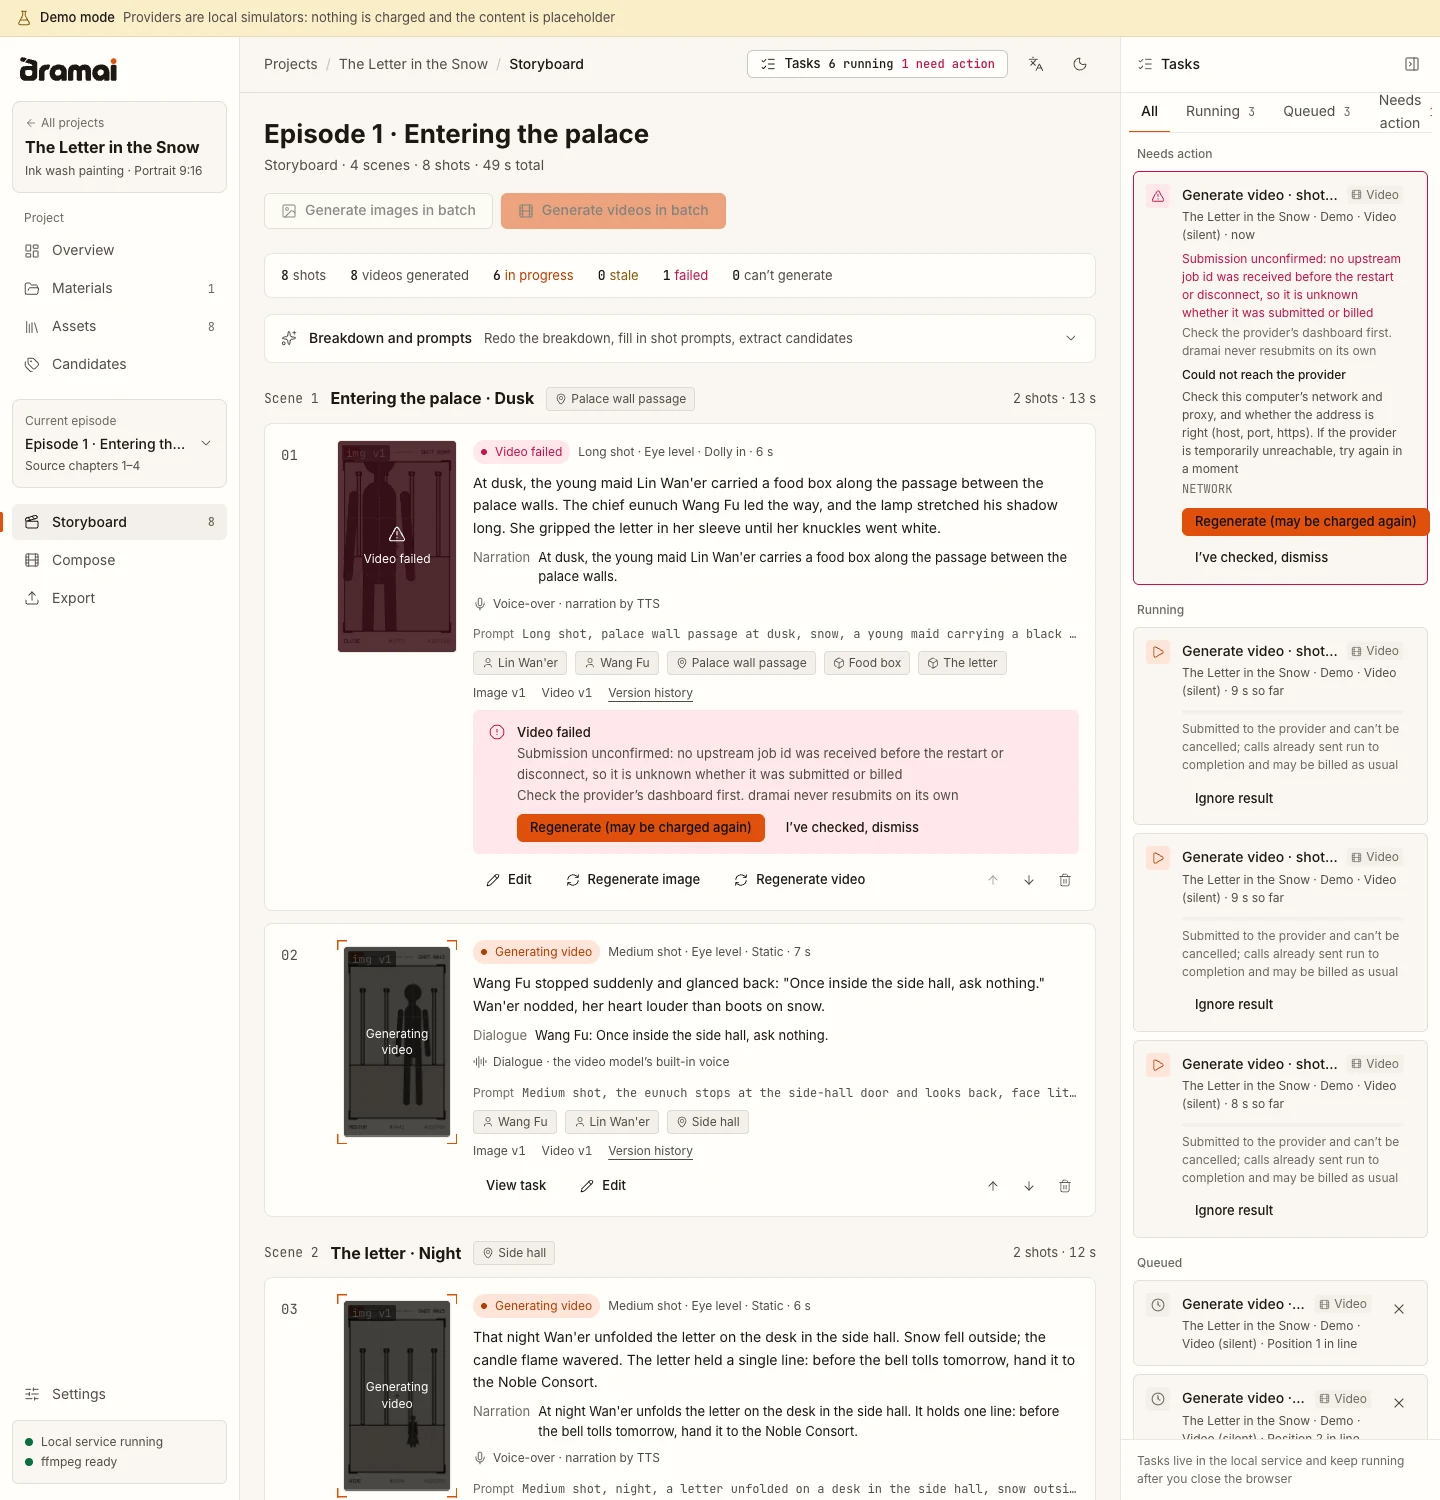 Demo mode Providers are local simulators: nothing is charged and the content is placeholder
dramai
All projects
The Letter in the Snow
Ink wash painting · Portrait 9:16
Project
Overview
Materials 1
Assets 8
Candidates
Current episode
Episode 1 · Entering th...
Source chapters 1–4
Storyboard 8
Compose
Export
Settings
Local service running
ffmpeg ready
Projects / The Letter in the Snow / Storyboard
Tasks 6 running 1 need action
Episode 1 · Entering the palace
Storyboard · 4 scenes · 8 shots · 49 s total
Generate images in batch
Generate videos in batch
8 shots 8 videos generated 6 in progress 0 stale 1 failed 0 can’t generate
Breakdown and prompts Redo the breakdown, fill in shot prompts, extract candidates
Scene 1 Entering the palace · Dusk Palace wall passage 2 shots · 13 s
01
img v1
Video failed
Video failed Long shot · Eye level · Dolly in · 6 s
At dusk, the young maid Lin Wan'er carried a food box along the passage between the
palace walls. The chief eunuch Wang Fu led the way, and the lamp stretched his shadow
long. She gripped the letter in her sleeve until her knuckles went white.
Narration At dusk, the young maid Lin Wan'er carries a food box along the passage between the
palace walls.
Voice-over · narration by TTS
Prompt Long shot, palace wall passage at dusk, snow, a young maid carrying a black …
Lin Wan'er Wang Fu Palace wall passage Food box The letter
Image v1 Video v1 Version history
Video failed
Submission unconfirmed: no upstream job id was received before the restart or
disconnect, so it is unknown whether it was submitted or billed
Check the provider’s dashboard first. dramai never resubmits on its own
Regenerate (may be charged again) I’ve checked, dismiss
Edit Regenerate image Regenerate video
02
img v1
Generating
video
Generating video Medium shot · Eye level · Static · 7 s
Wang Fu stopped suddenly and glanced back: "Once inside the side hall, ask nothing."
Wan'er nodded, her heart louder than boots on snow.
Dialogue Wang Fu: Once inside the side hall, ask nothing.
Dialogue · the video model’s built-in voice
Prompt Medium shot, the eunuch stops at the side-hall door and looks back, face lit…
Wang Fu Lin Wan'er Side hall
Image v1 Video v1 Version history
View task Edit
Scene 2 The letter · Night Side hall 2 shots · 12 s
03
img v1
Generating
video
Generating video Medium shot · Eye level · Static · 6 s
That night Wan'er unfolded the letter on the desk in the side hall. Snow fell outside; the
candle flame wavered. The letter held a single line: before the bell tolls tomorrow, hand it to
the Noble Consort.
Narration At night Wan'er unfolds the letter on the desk in the side hall. It holds one line: before
the bell tolls tomorrow, hand it to the Noble Consort.
Voice-over · narration by TTS
Prompt Medium shot, night, a letter unfolded on a desk in the side hall, snow outsi…
Tasks
All Running 3 Queued 3 Needs
action
Needs action
Generate video · shot... Video
The Letter in the Snow · Demo · Video
(silent) · now
Submission unconfirmed: no upstream
job id was received before the restart
or disconnect, so it is unknown
whether it was submitted or billed
Check the provider’s dashboard first.
dramai never resubmits on its own
Could not reach the provider
Check this computer’s network and
proxy, and whether the address is
right (host, port, https). If the provider
is temporarily unreachable, try again in
a moment
NETWORK
Regenerate (may be charged again)
I’ve checked, dismiss
Running
Generate video · shot... Video
The Letter in the Snow · Demo · Video
(silent) · 9 s so far
Submitted to the provider and can’t be
cancelled; calls already sent run to
completion and may be billed as usual
Ignore result
Generate video · shot... Video
The Letter in the Snow · Demo · Video
(silent) · 9 s so far
Submitted to the provider and can’t be
cancelled; calls already sent run to
completion and may be billed as usual
Ignore result
Generate video · shot... Video
The Letter in the Snow · Demo · Video
(silent) · 8 s so far
Submitted to the provider and can’t be
cancelled; calls already sent run to
completion and may be billed as usual
Ignore result
Queued
Generate video ·... Video
The Letter in the Snow · Demo ·
Video (silent) · Position 1 in line
Generate video ·... Video
The Letter in the Snow · Demo ·
Video (silent) · Position 2 in line
Tasks live in the local service and keep running
after you close the browser